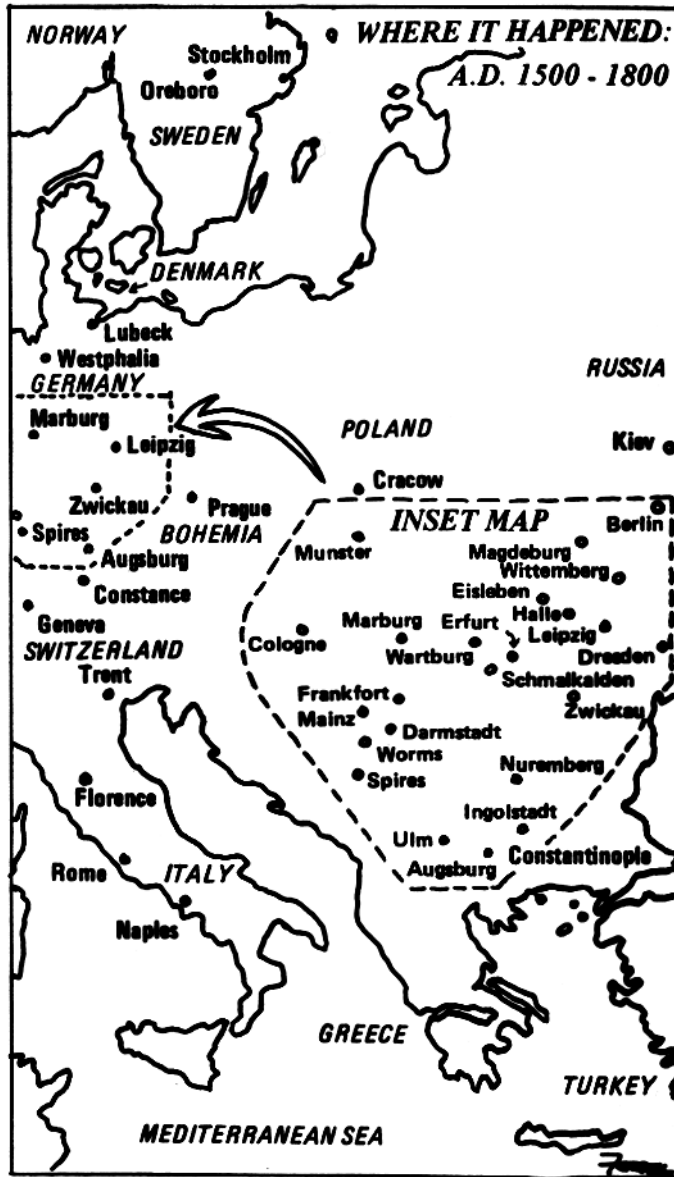 WHERE IT HAPPENED:
A.D. 1500 - 1800
NORWAY
Stockholm
Oreboro
SWEDEN
DENMARK
Lubeck
Westphalia
GERMANY
RUSSIA
Marburg
Leipzig
POLAND
Kiev
Cracow
Zwickau
Prague
BOHEMIA
Spires
Augsburg
Constance
Geneva
SWITZERLAND
Trent
Florence
Rome
ITALY
Naples
INSET MAP
Berlin
Munster
Magdeburg
Wittemberg
Eisleben
Halle
Marburg
Erfurt
Leipzig
Cologne
Wartburg
Dresden
Schmalkalden
Frankfort
Zwickau
Mainz
Darmstadt
Worms
Spires
Nuremberg
Ingolstadt
Ulm
Augsburg
Constantinople
GREECE
TURKEY
MEDITERRANEAN SEA